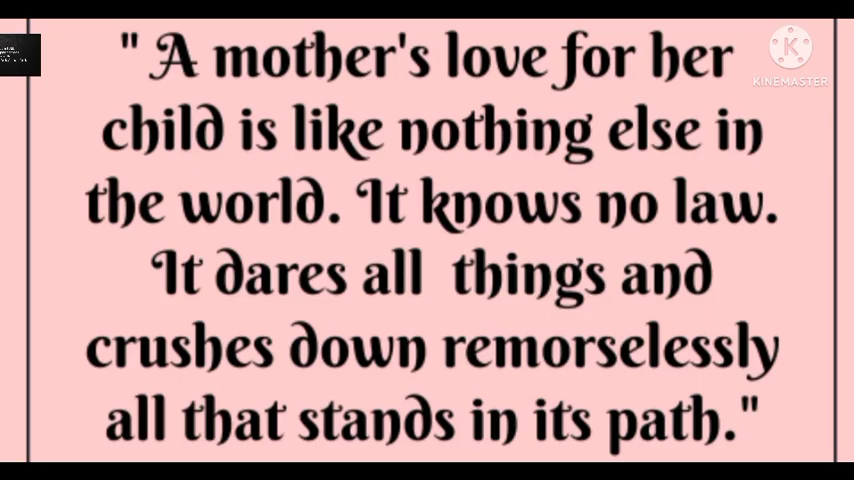 " A mother's love for her
child is like nothing else in
the world. It knows no law.
It dares all things and
crushes down remorselessly
all that stands in its path."
K
KINEMASTER